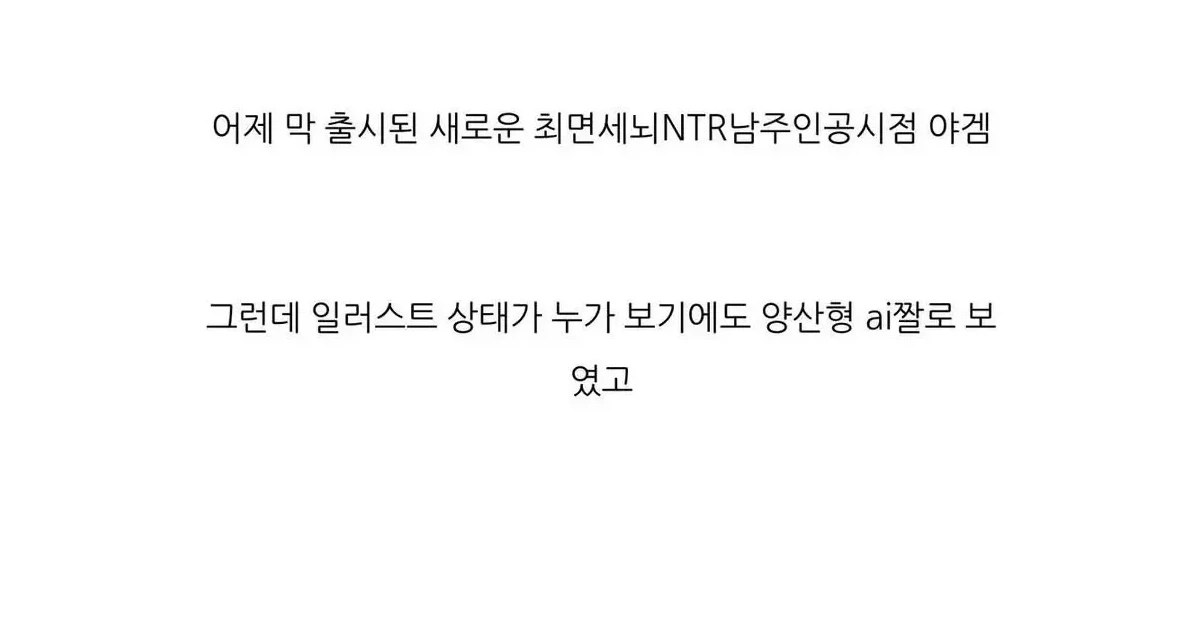 어제 막 출시된 새로운 최면세뇌NTR남주인공시점 야겜
그런데 일러스트 상태가 누가 보기에도 양산형 ai짤로 보
였고